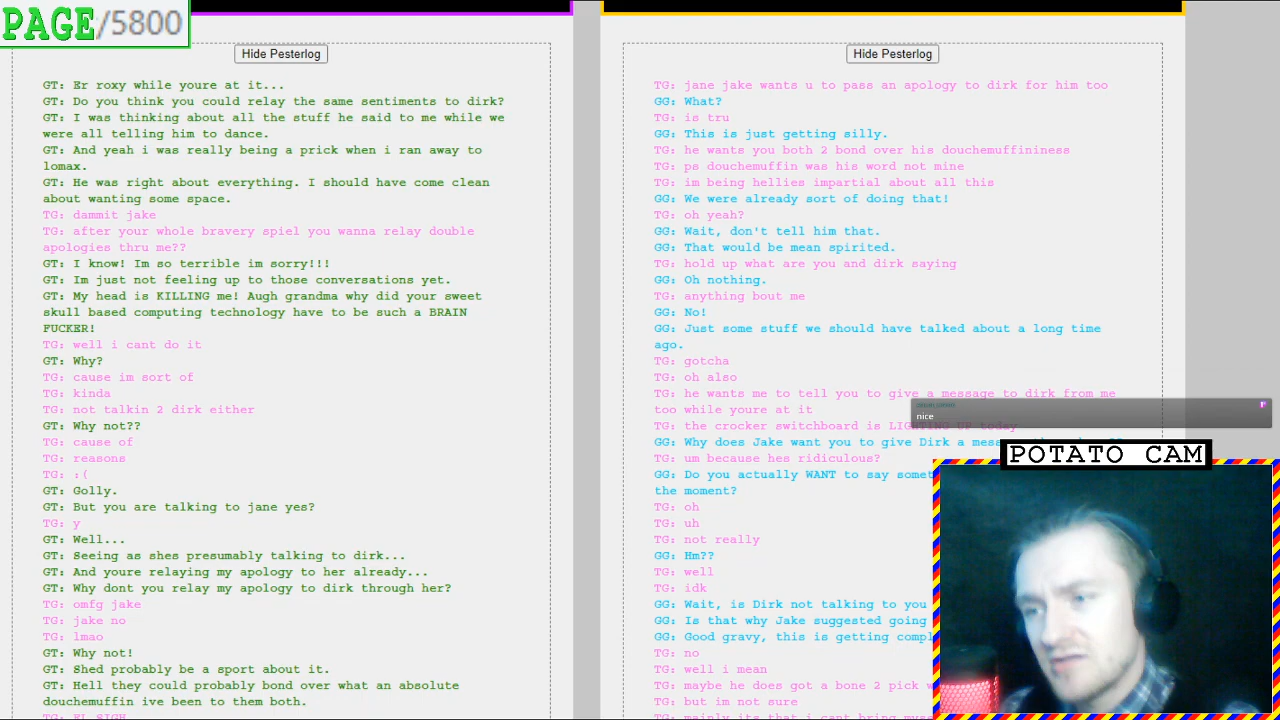 PAGE/5800
Hide Pesterlog
GT: Er roxy while youre at it...
GT: Do you think you could relay the same sentiments to dirk?
GT: I was thinking about all the stuff he said to me while we
were all telling him to dance.
GT: And yeah i was really being a prick when i ran away to
lomax.
GT: He was right about everything. I should have come clean
about wanting some space.
TG: dammit jake
TG: after your whole bravery spiel you wanna relay double
apologies thru me??
GT: I know! Im so terrible im sorry!!!
GT: Im just not feeling up to those conversations yet.
GT: My head is KILLING me! Augh grandma why did your sweet
skull based computing technology have to be such a BRAIN
FUCKER!
TG: well i cant do it
GT: Why?
TG: cause im sort of
TG: kinda
TG: not talkin 2 dirk either
GT: Why not??
TG: cause of
TG: reasons
TG: :(
GT: Golly.
GT: But you are talking to jane yes?
TG: y
GT: Well...
GT: Seeing as shes presumably talking to dirk...
GT: And youre relaying my apology to her already...
GT: Why dont you relay my apology to dirk through her?
TG: omfg jake
TG: jake no
TG: lmao
GT: Why not!
GT: Shed probably be a sport about it.
GT: Hell they could probably bond over what an absolute
douchemuffin ive been to them both.
TG: EL SIGH
Hide Pesterlog
TG: jane jake wants u to pass an apology to dirk for him too
GG: What?
TG: is tru
GG: This is just getting silly.
TG: he wants you both 2 bond over his douchemuffininess
TG: ps douchemuffin was his word not mine
TG: im being hellies impartial about all this
GG: We were already sort of doing that!
TG: oh yeah?
GG: Wait, don't tell him that.
GG: That would be mean spirited.
TG: hold up what are you and dirk saying
GG: Oh nothing.
TG: anything bout me
GG: No!
GG: Just some stuff we should have talked about a long time
ago.
TG: gotcha
TG: oh also
TG: he wants me to tell you to give a message to dirk from me
too while youre at it
TG: the crocker switchboard is LIGHTING UP today
GG: Why does Jake want you to give Dirk a
TG: um because hes ridiculous?
GG: Do you actually WANT to say
the moment?
TG: oh
TG: uh
TG: not really
GG: Hm??
TG: well
TG: idk
GG: Wait, is Dirk not talking to you
GG: Is that why Jake suggested going
GG: Good gravy, this is getting
TG: no
TG: well i mean
TG: maybe he does got a bone 2 pick
TG: but im not sure
TG: mainly its that i cant bring
nice
POTATO CAM